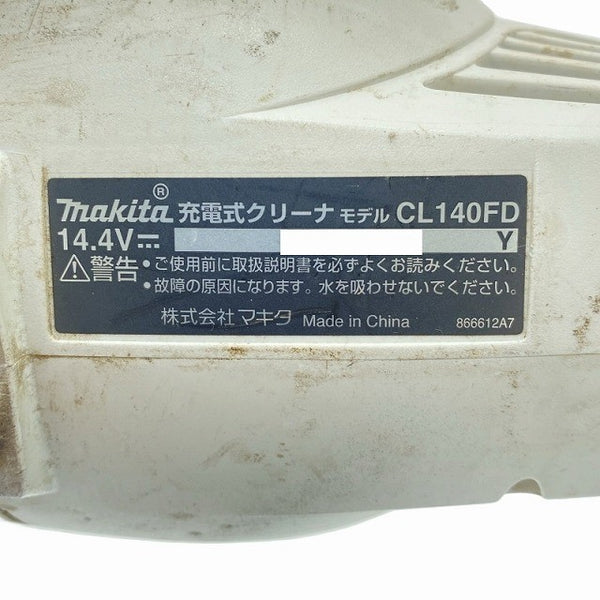 makita® 充電式クリーナ モデル CL140FD
14.4V⎓ Y
⚠警告 •ご使用前に取扱説明書を必ずよくお読みください。
•故障の原因になります。水を吸わせないでください。
株式会社マキタ Made in China 866612A7